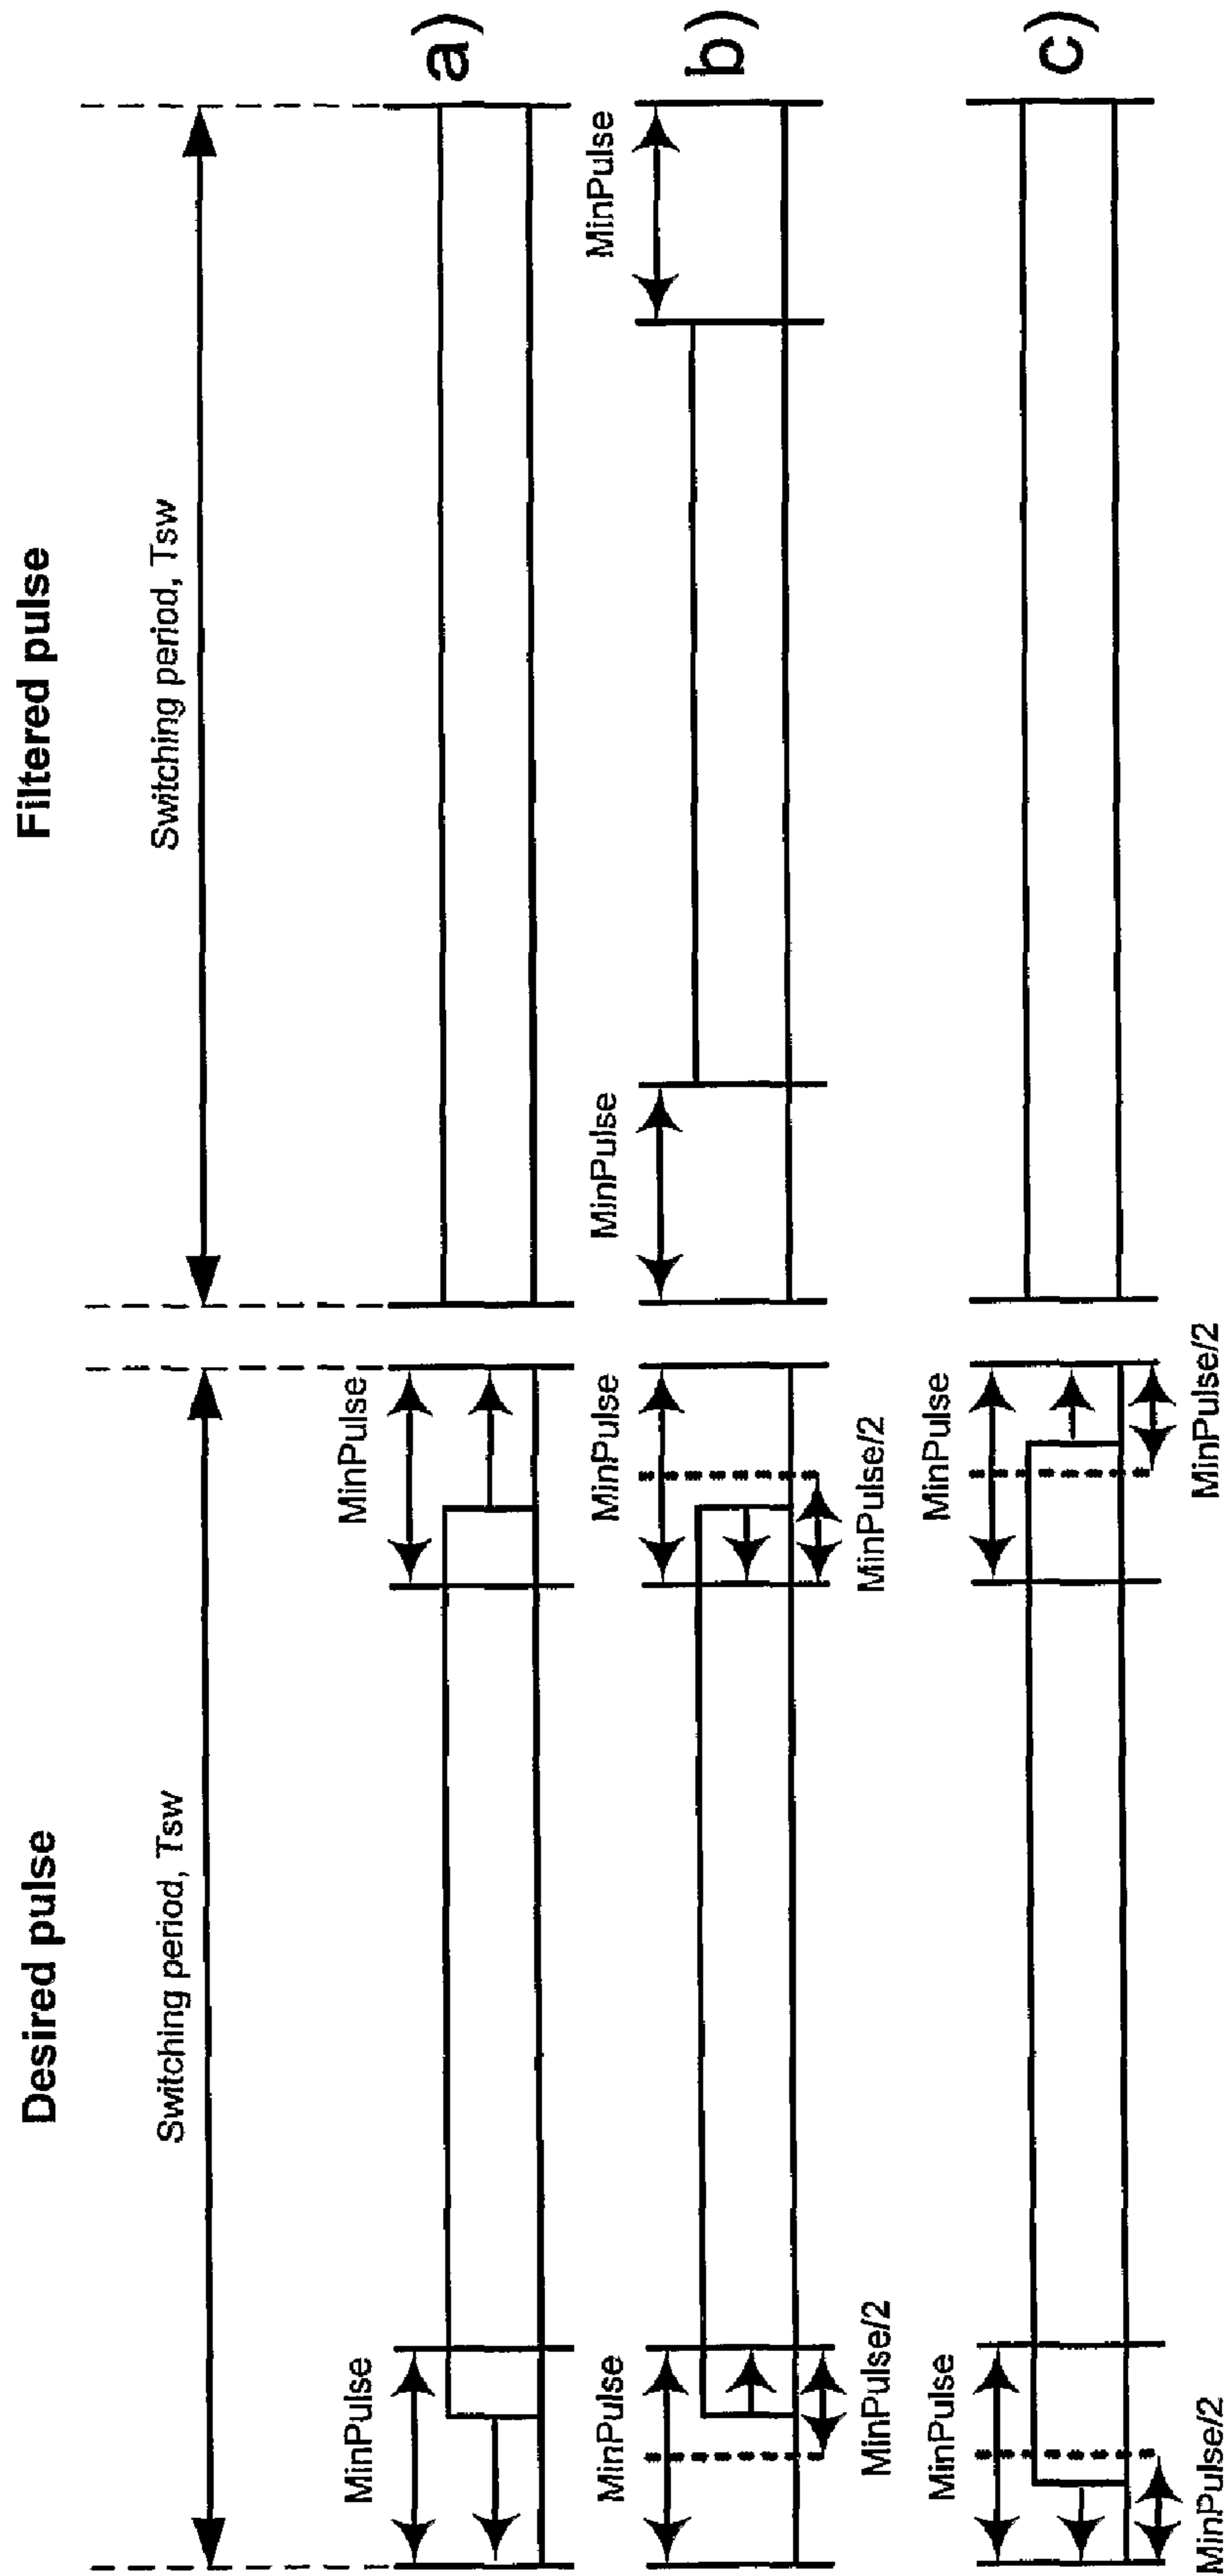 Desired pulse
Filtered pulse
Switching period, Tsw
Switching period, Tsw
MinPulse
MinPulse
a)
MinPulse
MinPulse/2
MinPulse
MinPulse/2
MinPulse
MinPulse
b)
MinPulse
MinPulse/2
MinPulse
MinPulse/2
c)